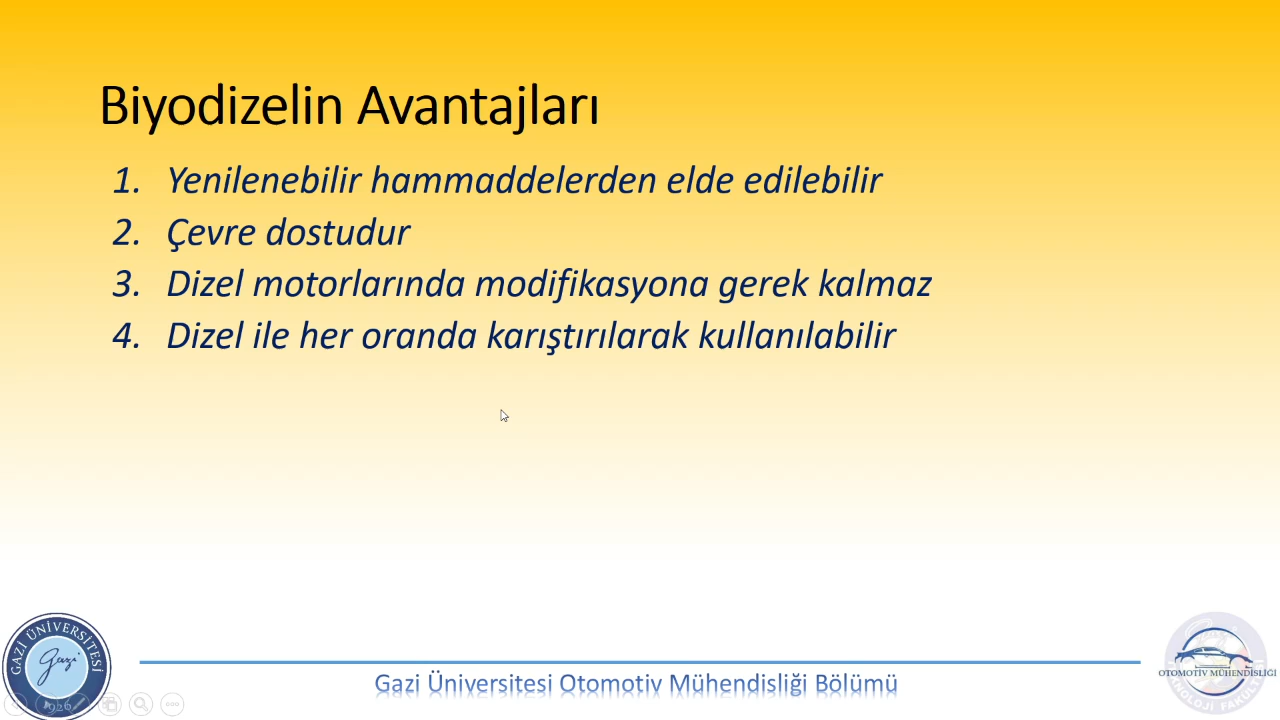 Biyodizelin Avantajları
1. Yenilenebilir hammaddelerden elde edilebilir
2. Çevre dostudur
3. Dizel motorlarında modifikasyona gerek kalmaz
4. Dizel ile her oranda karıştırılarak kullanılabilir
GAZİ ÜNİVERSİTESİ
Gazi
1926
Gazi Üniversitesi Otomotiv Mühendisliği Bölümü
OTOMOTİV MÜHENDİSLİĞİ
TEKNOLOJİ FAKÜLTESİ